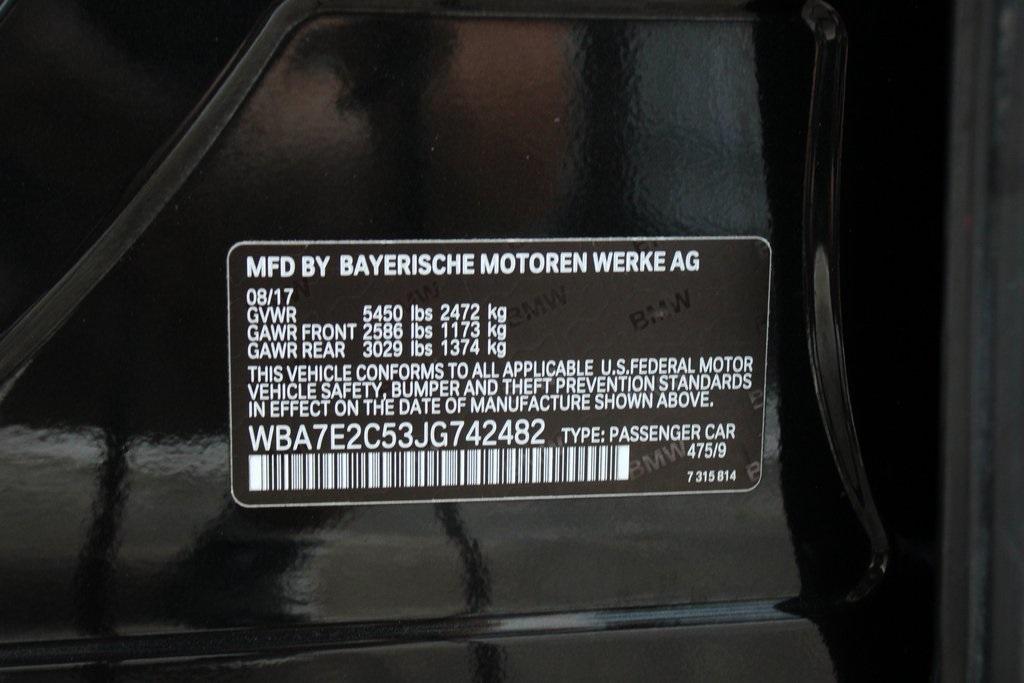 MFD BY BAYERISCHE MOTOREN WERKE AG
08/17
GVWR 5450 lbs 2472 kg
GAWR FRONT 2586 lbs 1173 kg
GAWR REAR 3029 lbs 1374 kg
THIS VEHICLE CONFORMS TO ALL APPLICABLE U.S.FEDERAL MOTOR
VEHICLE SAFETY, BUMPER AND THEFT PREVENTION STANDARDS
IN EFFECT ON THE DATE OF MANUFACTURE SHOWN ABOVE.
WBA7E2C53JG742482 TYPE: PASSENGER CAR
475/9
7 315 814
BMW
BMW
BMW